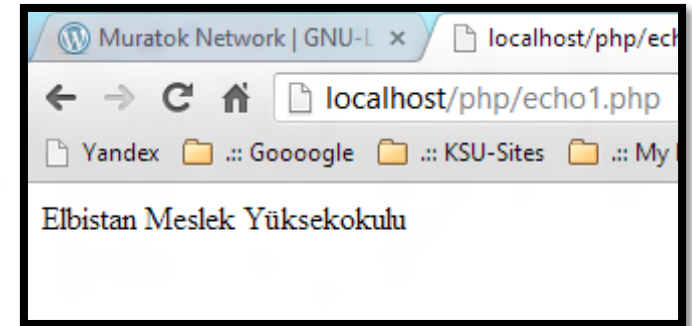 Muratok Network | GNU-L × localhost/php/ech
localhost/php/echo1.php
Yandex .:: Goooogle .:: KSU-Sites .:: My
Elbistan Meslek Yüksekokulu